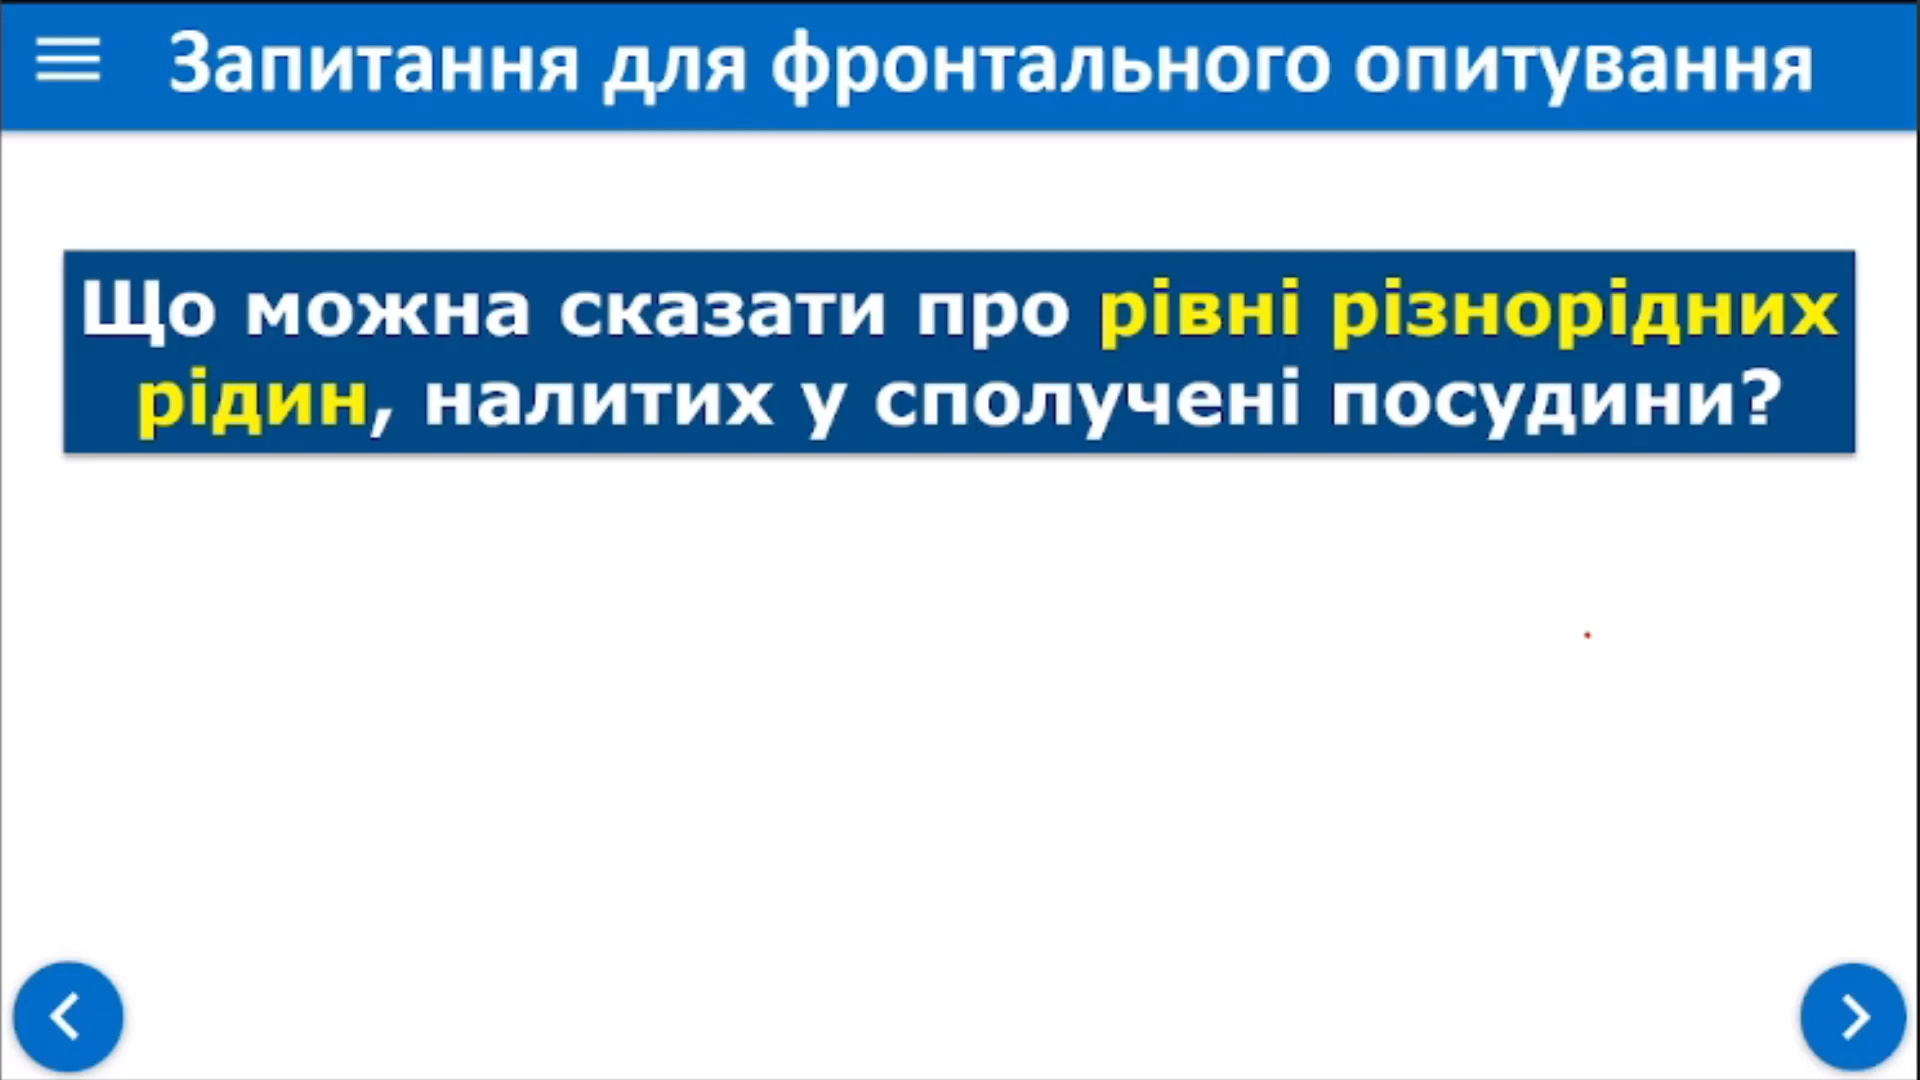 Запитання для фронтального опитування
Що можна сказати про рівні різнорідних
рідин, налитих у сполучені посудини?